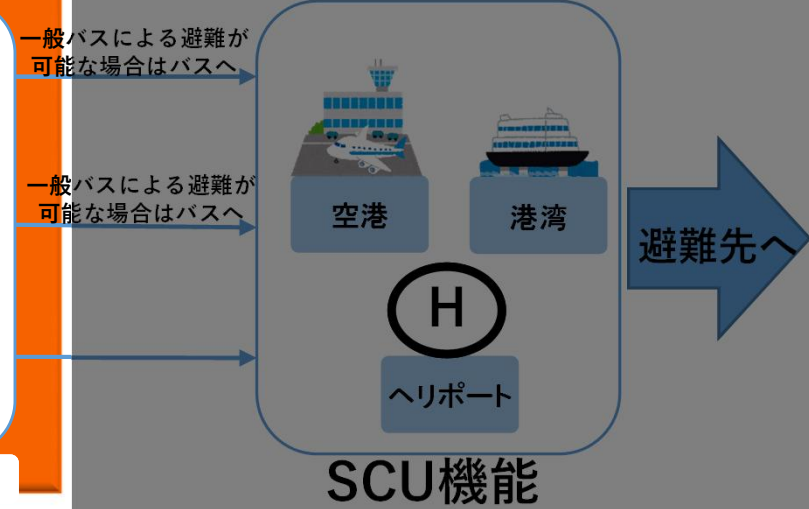 一般バスによる避難が
可能な場合はバスへ
一般バスによる避難が
可能な場合はバスへ
空港
港湾
避難先へ
H
ヘリポート
SCU機能